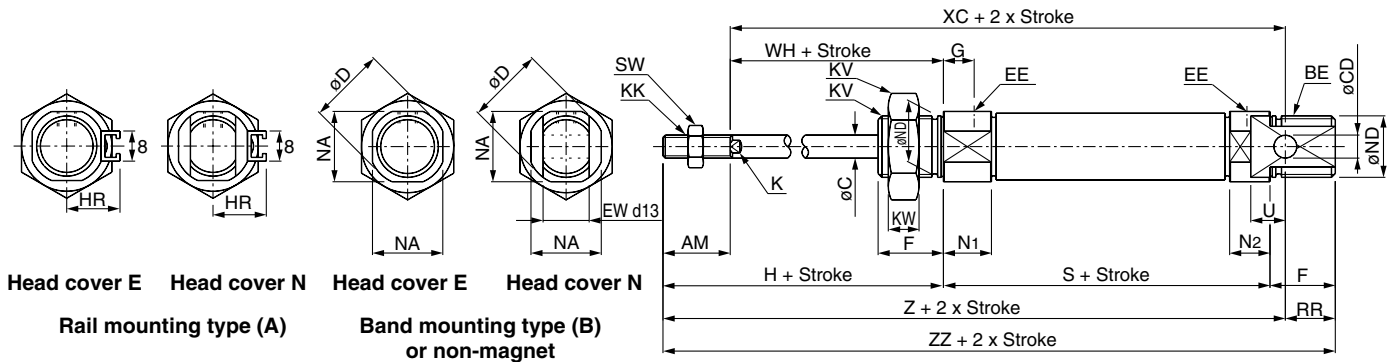 XC + 2 x Stroke
WH + Stroke
G
SW
KV
EE
EE
BE
øCD
KK
KV
øD
øD
øND
øND
NA
NA
8
8
K
øC
HR
HR
EW d13
KW
U
NA
NA
AM
F
N1
N2
H + Stroke
S + Stroke
F
Head cover E
Head cover N
Head cover E
Head cover N
Z + 2 x Stroke
RR
Rail mounting type (A)
Band mounting type (B)
or non-magnet
ZZ + 2 x Stroke